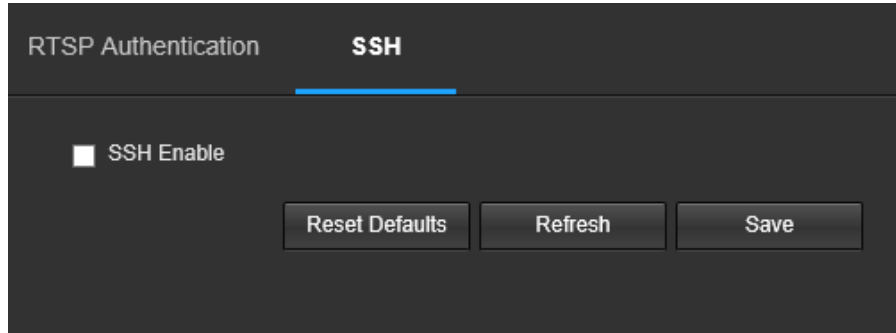 RTSP Authentication SSH
SSH Enable
Reset Defaults Refresh Save